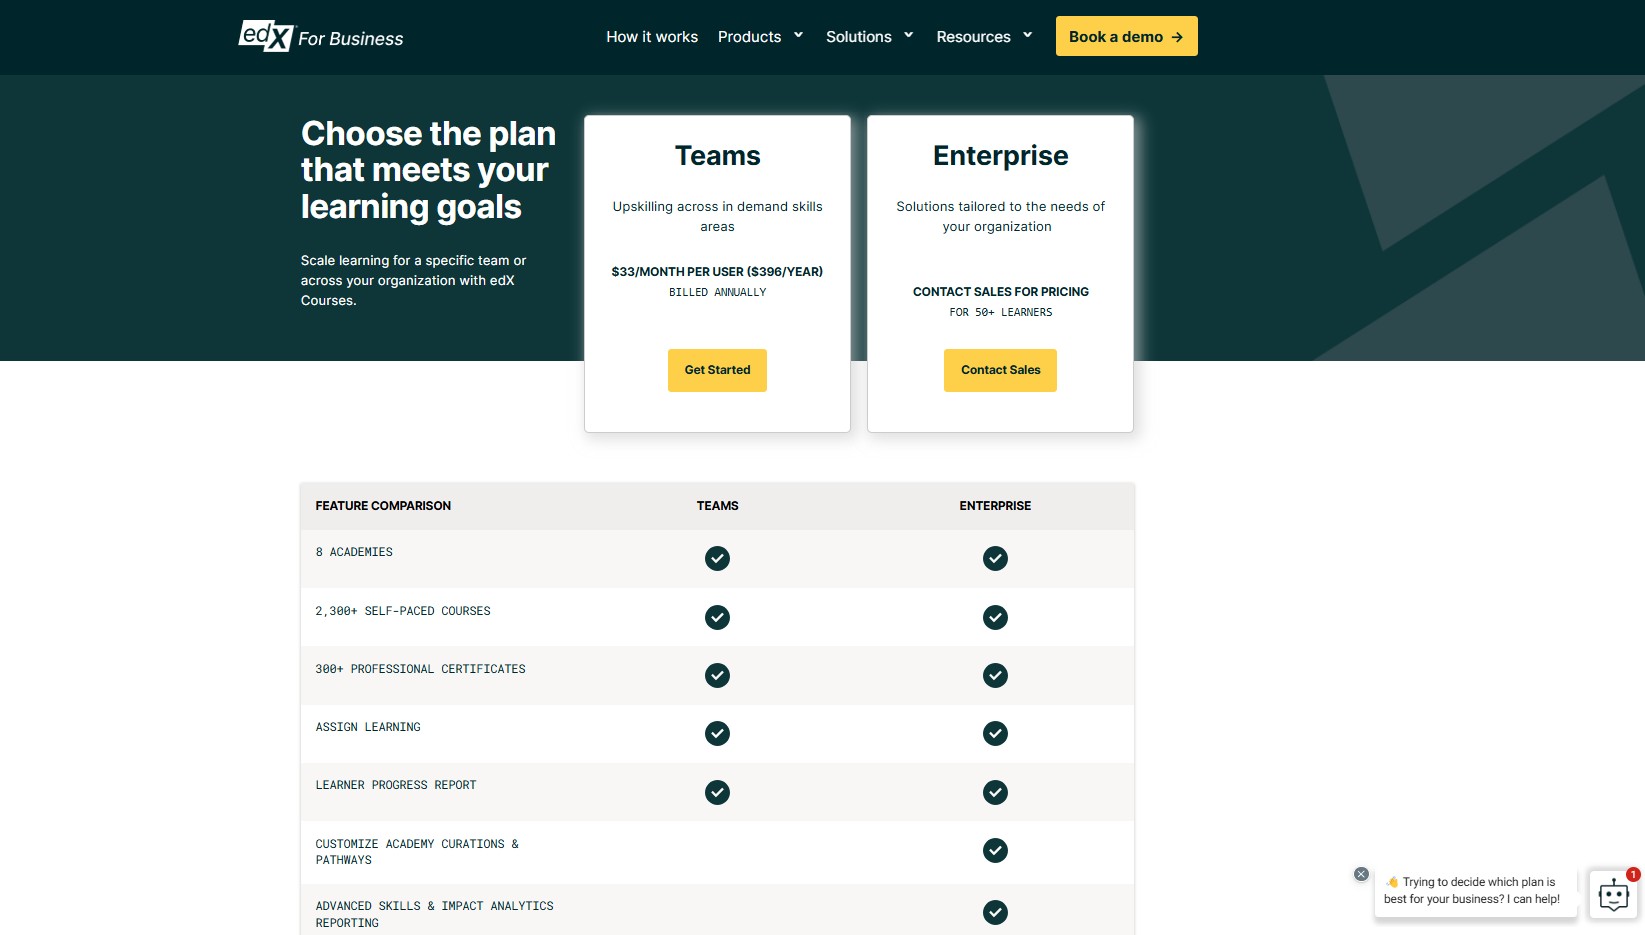 edX For Business
How it works
Products
Solutions
Resources
Book a demo →
Choose the plan
that meets your
learning goals
Scale learning for a specific team or
across your organization with edX
Courses.
Teams
Upskilling across in demand skills
areas
$33/MONTH PER USER ($396/YEAR)
BILLED ANNUALLY
Get Started
Enterprise
Solutions tailored to the needs of
your organization
CONTACT SALES FOR PRICING
FOR 50+ LEARNERS
Contact Sales
FEATURE COMPARISON
TEAMS
ENTERPRISE
8 ACADEMIES
2,300+ SELF-PACED COURSES
300+ PROFESSIONAL CERTIFICATES
ASSIGN LEARNING
LEARNER PROGRESS REPORT
CUSTOMIZE ACADEMY CURATIONS &
PATHWAYS
ADVANCED SKILLS & IMPACT ANALYTICS
REPORTING
👋 Trying to decide which plan is
best for your business? I can help!
1